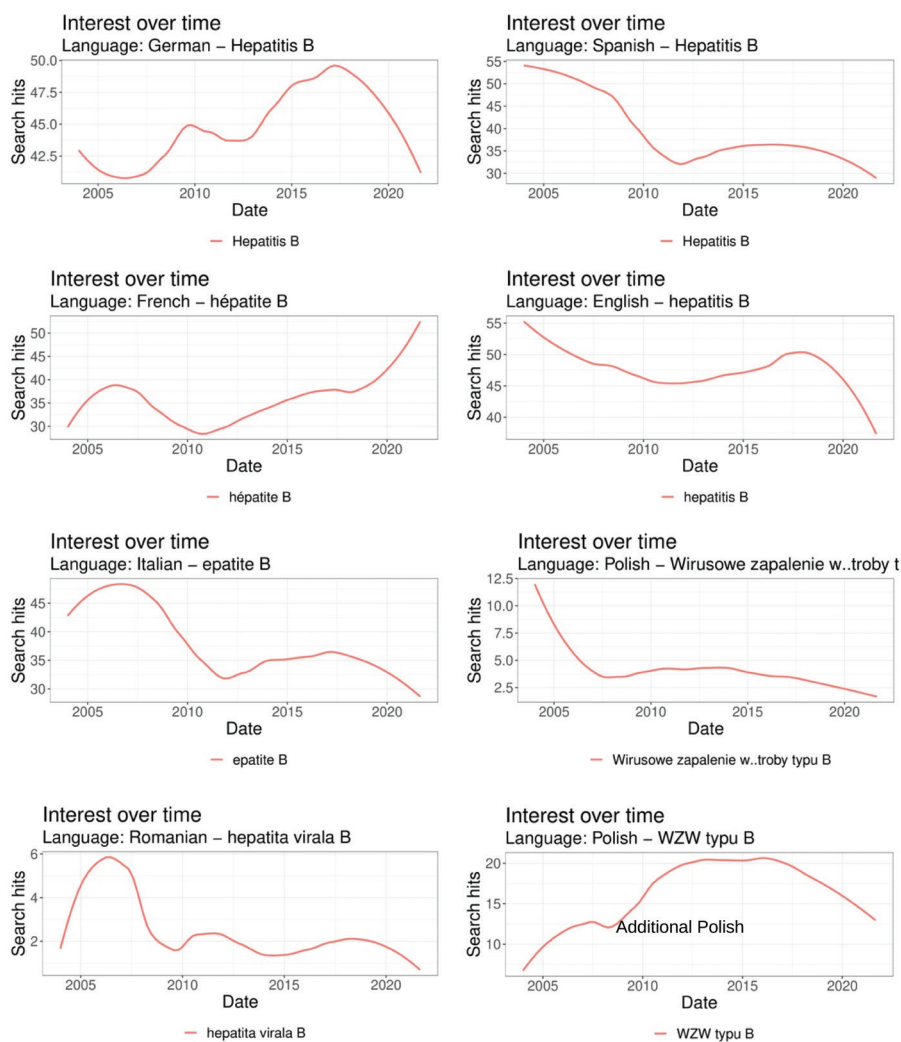 Interest over time
Language: German – Hepatitis B
50.0
47.5
45.0
42.5
Search hits
2005 2010 2015 2020
Date
Hepatitis B
Interest over time
Language: Spanish – Hepatitis B
55
50
45
40
35
30
Search hits
2005 2010 2015 2020
Date
Hepatitis B
Interest over time
Language: French – hépatite B
50
45
40
35
30
Search hits
2005 2010 2015 2020
Date
hépatite B
Interest over time
Language: English – hepatitis B
55
50
45
40
Search hits
2005 2010 2015 2020
Date
hepatitis B
Interest over time
Language: Italian – epatite B
45
40
35
30
Search hits
2005 2010 2015 2020
Date
epatite B
Interest over time
Language: Polish – Wirusowe zapalenie w..troby t
12.5
10.0
7.5
5.0
2.5
Search hits
2005 2010 2015 2020
Date
Wirusowe zapalenie w..troby typu B
Interest over time
Language: Romanian – hepatita virala B
6
4
2
Search hits
2005 2010 2015 2020
Date
hepatita virala B
Interest over time
Language: Polish – WZW typu B
20
15
10
Search hits
Additional Polish
2005 2010 2015 2020
Date
WZW typu B